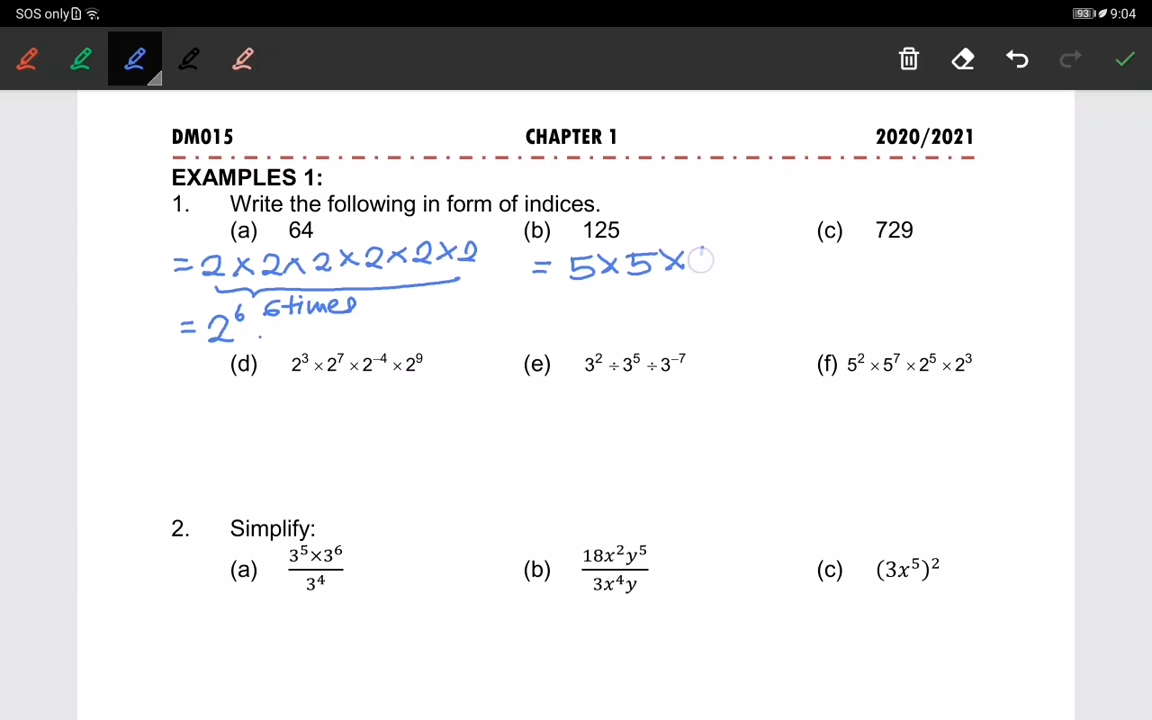 SOS only 93 9:04
DM015 CHAPTER 1 2020/2021
EXAMPLES 1:
1. Write the following in form of indices.
(a) 64 (b) 125 (c) 729
= 2 × 2 × 2 × 2 × 2 × 2 = 5 × 5 ×
6 times
= 2⁶ .
(d) 2³ × 2⁷ × 2⁻⁴ × 2⁹ (e) 3² ÷ 3⁵ ÷ 3⁻⁷ (f) 5² × 5⁷ × 2⁵ × 2³
2. Simplify:
(a) 3⁵×3⁶ / 3⁴ (b) 18x²y⁵ / 3x⁴y (c) (3x⁵)²